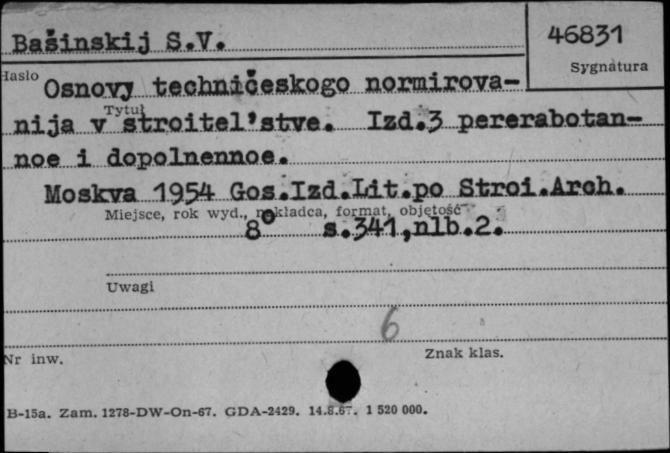 Bašinskij S.V.
46831
Hasło
Sygnatura
Osnovy techničeskogo normirova-
Tytuł
nija v stroitel'stve. Izd.3 pererabotan-
noe i dopolnennoe.
Moskva 1954 Gos.Izd.Lit.po Stroi.Arch.
Miejsce, rok wyd., nakładca, format, objętość
8° s.341,nlb.2.
Uwagi
6
Nr inw.
Znak klas.
B-15a. Zam. 1278-DW-On-67. GDA-2429. 14.8.67. 1 520 000.